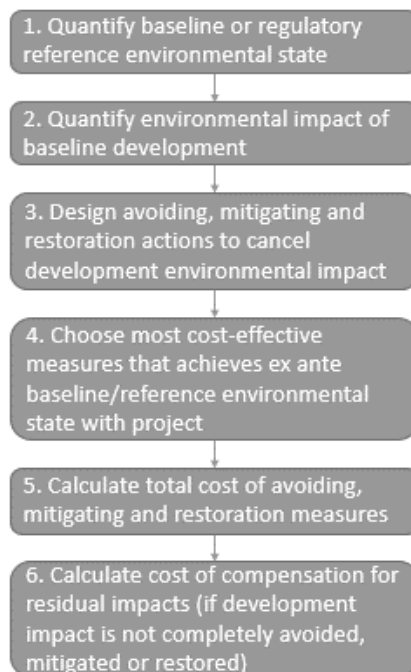 1. Quantify baseline or regulatory
reference environmental state
2. Quantify environmental impact of
baseline development
3. Design avoiding, mitigating and
restoration actions to cancel
development environmental impact
4. Choose most cost-effective
measures that achieves ex ante
baseline/reference environmental
state with project
5. Calculate total cost of avoiding,
mitigating and restoration measures
6. Calculate cost of compensation for
residual impacts (if development
impact is not completely avoided,
mitigated or restored)